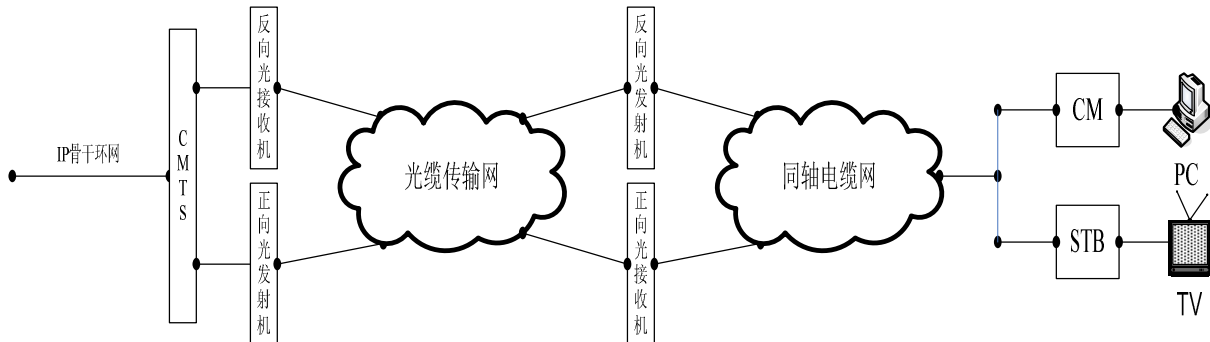 IP骨干环网
CMTS
反向光接收机
正向光发射机
光缆传输网
反向光发射机
正向光接收机
同轴电缆网
CM
PC
STB
TV